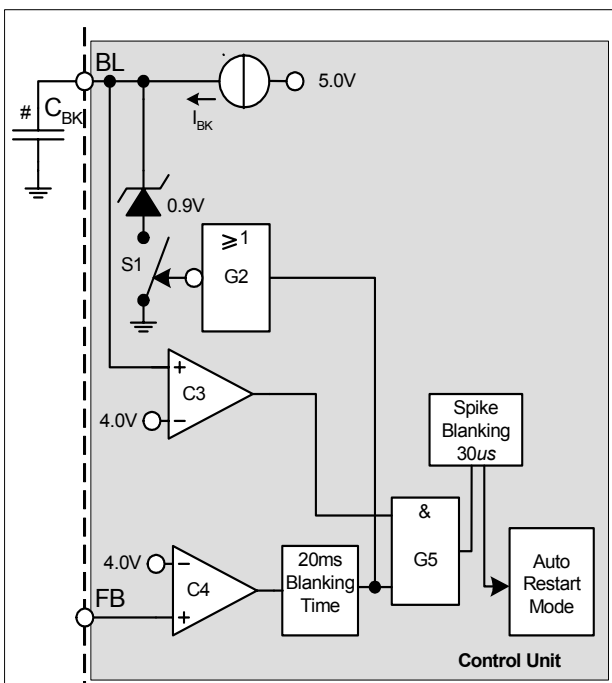 BL
5.0V
# C_BK
I_BK
0.9V
⩾1
G2
S1
+
C3
4.0V
−
Spike
Blanking
30us
&
G5
4.0V
−
C4
20ms
Blanking
Time
FB
+
Auto
Restart
Mode
Control Unit